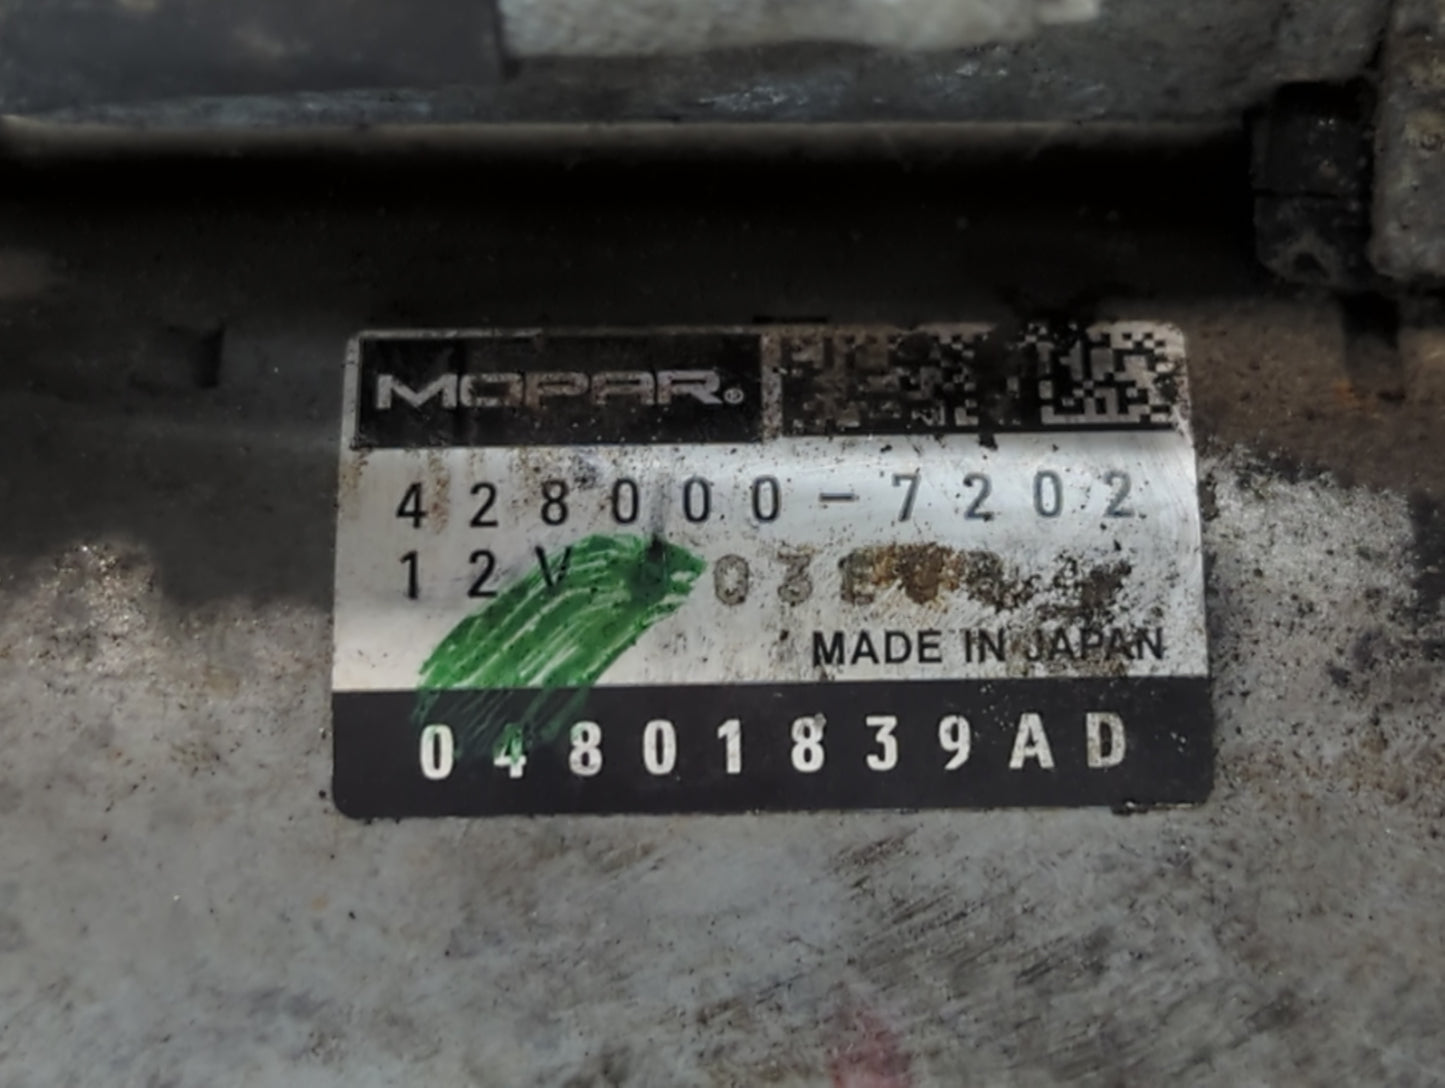 MOPAR®
428000-7202
12V
MADE IN JAPAN
04801839AD